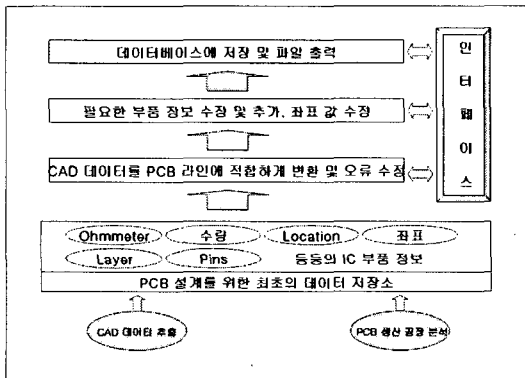 데이터베이스에 저장 및 파일 출력
필요한 부품 정보 수장 및 추가, 좌표 값 수정
CAD 데이터를 PCB 라인에 적합하게 변환 및 오류 수정
인터페이스
Ohmmeter 수량 Location 좌표
Layer Pins 등등의 IC 부품 정보
PCB 설계를 위한 최초의 데이터 저장소
CAD 데이터 추출 PCB 생산 공장 분석